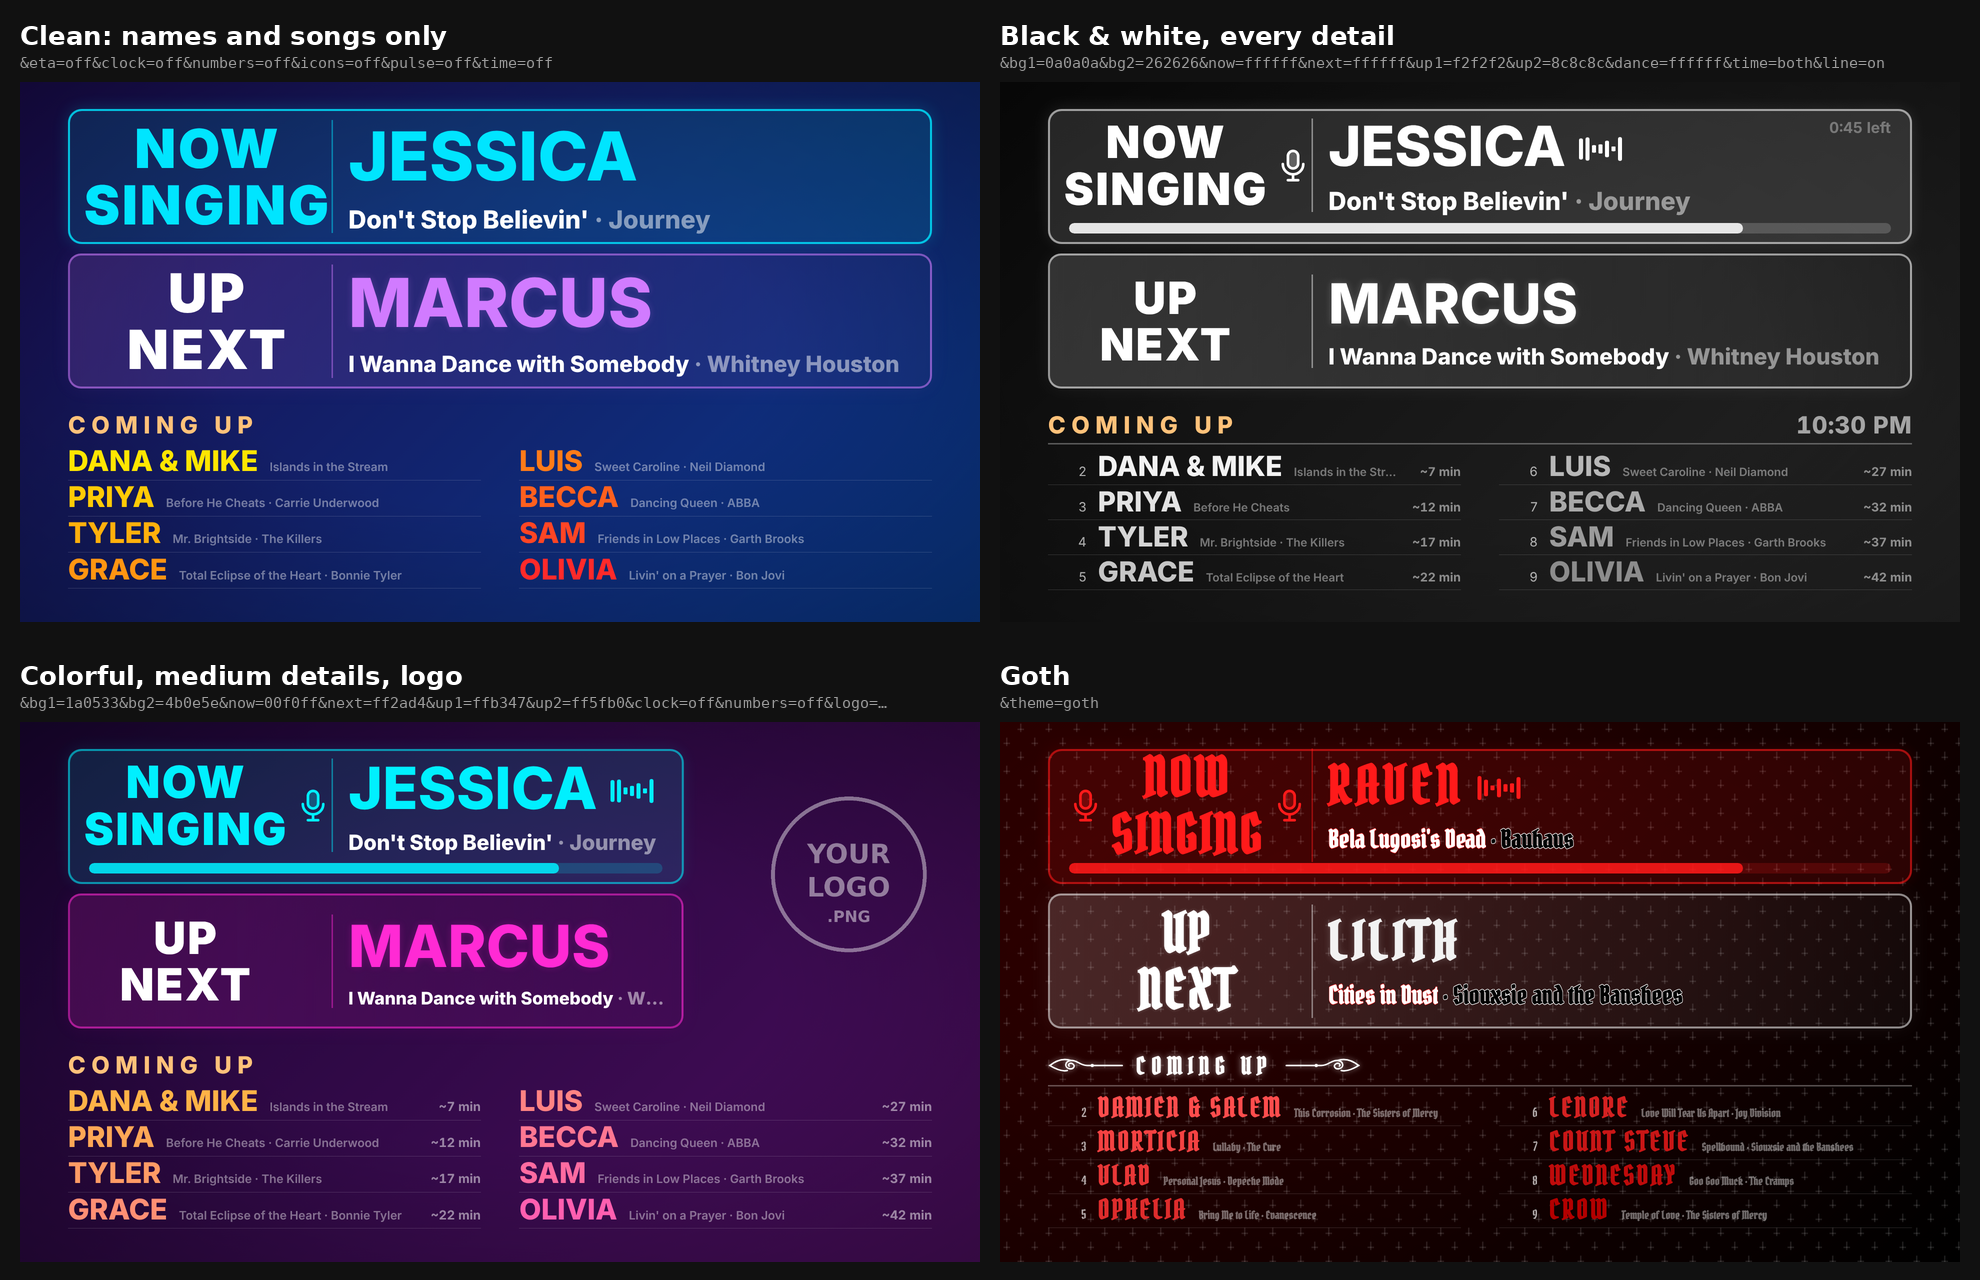 Clean: names and songs only
&eta=off&clock=off&numbers=off&icons=off&pulse=off&time=off
NOW
SINGING
JESSICA
Don't Stop Believin' · Journey
UP
NEXT
MARCUS
I Wanna Dance with Somebody · Whitney Houston
COMING UP
DANA & MIKE Islands in the Stream
PRIYA Before He Cheats · Carrie Underwood
TYLER Mr. Brightside · The Killers
GRACE Total Eclipse of the Heart · Bonnie Tyler
LUIS Sweet Caroline · Neil Diamond
BECCA Dancing Queen · ABBA
SAM Friends in Low Places · Garth Brooks
OLIVIA Livin' on a Prayer · Bon Jovi
Black & white, every detail
&bg1=0a0a0a&bg2=262626&now=ffffff&next=ffffff&up1=f2f2f2&up2=8c8c8c&dance=ffffff&time=both&line=on
NOW
SINGING
JESSICA
0:45 left
Don't Stop Believin' · Journey
UP
NEXT
MARCUS
I Wanna Dance with Somebody · Whitney Houston
COMING UP
10:30 PM
2 DANA & MIKE Islands in the Str... ~7 min
3 PRIYA Before He Cheats ~12 min
4 TYLER Mr. Brightside · The Killers ~17 min
5 GRACE Total Eclipse of the Heart ~22 min
6 LUIS Sweet Caroline · Neil Diamond ~27 min
7 BECCA Dancing Queen · ABBA ~32 min
8 SAM Friends in Low Places · Garth Brooks ~37 min
9 OLIVIA Livin' on a Prayer · Bon Jovi ~42 min
Colorful, medium details, logo
&bg1=1a0533&bg2=4b0e5e&now=00f0ff&next=ff2ad4&up1=ffb347&up2=ff5fb0&clock=off&numbers=off&logo=…
NOW
SINGING
JESSICA
Don't Stop Believin' · Journey
UP
NEXT
MARCUS
I Wanna Dance with Somebody · W...
YOUR
LOGO
.PNG
COMING UP
DANA & MIKE Islands in the Stream ~7 min
PRIYA Before He Cheats · Carrie Underwood ~12 min
TYLER Mr. Brightside · The Killers ~17 min
GRACE Total Eclipse of the Heart · Bonnie Tyler ~22 min
LUIS Sweet Caroline · Neil Diamond ~27 min
BECCA Dancing Queen · ABBA ~32 min
SAM Friends in Low Places · Garth Brooks ~37 min
OLIVIA Livin' on a Prayer · Bon Jovi ~42 min
Goth
&theme=goth
NOW
SINGING
RAVEN
Bela Lugosi's Dead · Bauhaus
UP
NEXT
LILITH
Cities in Dust · Siouxsie and the Banshees
COMING UP
2 DAMIEN & SALEM This Corrosion · The Sisters of Mercy
3 MORTICIA Lullaby · The Cure
4 VLAD Personal Jesus · Depeche Mode
5 OPHELIA Bring Me to Life · Evanescence
6 LENORE Love Will Tear Us Apart · Joy Division
7 COUNT STEVE Spellbound · Siouxsie and the Banshees
8 WEDNESDAY Goo Goo Muck · The Cramps
9 CROW Temple of Love · The Sisters of Mercy